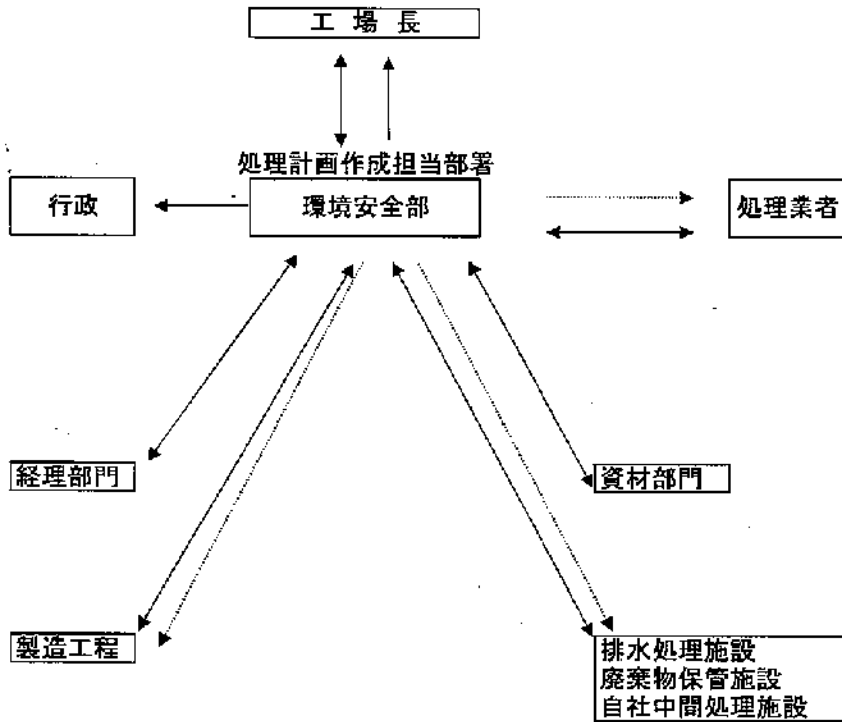 工場長
処理計画作成担当部署
行政
環境安全部
処理業者
経理部門
資材部門
製造工程
排水処理施設
廃棄物保管施設
自社中間処理施設